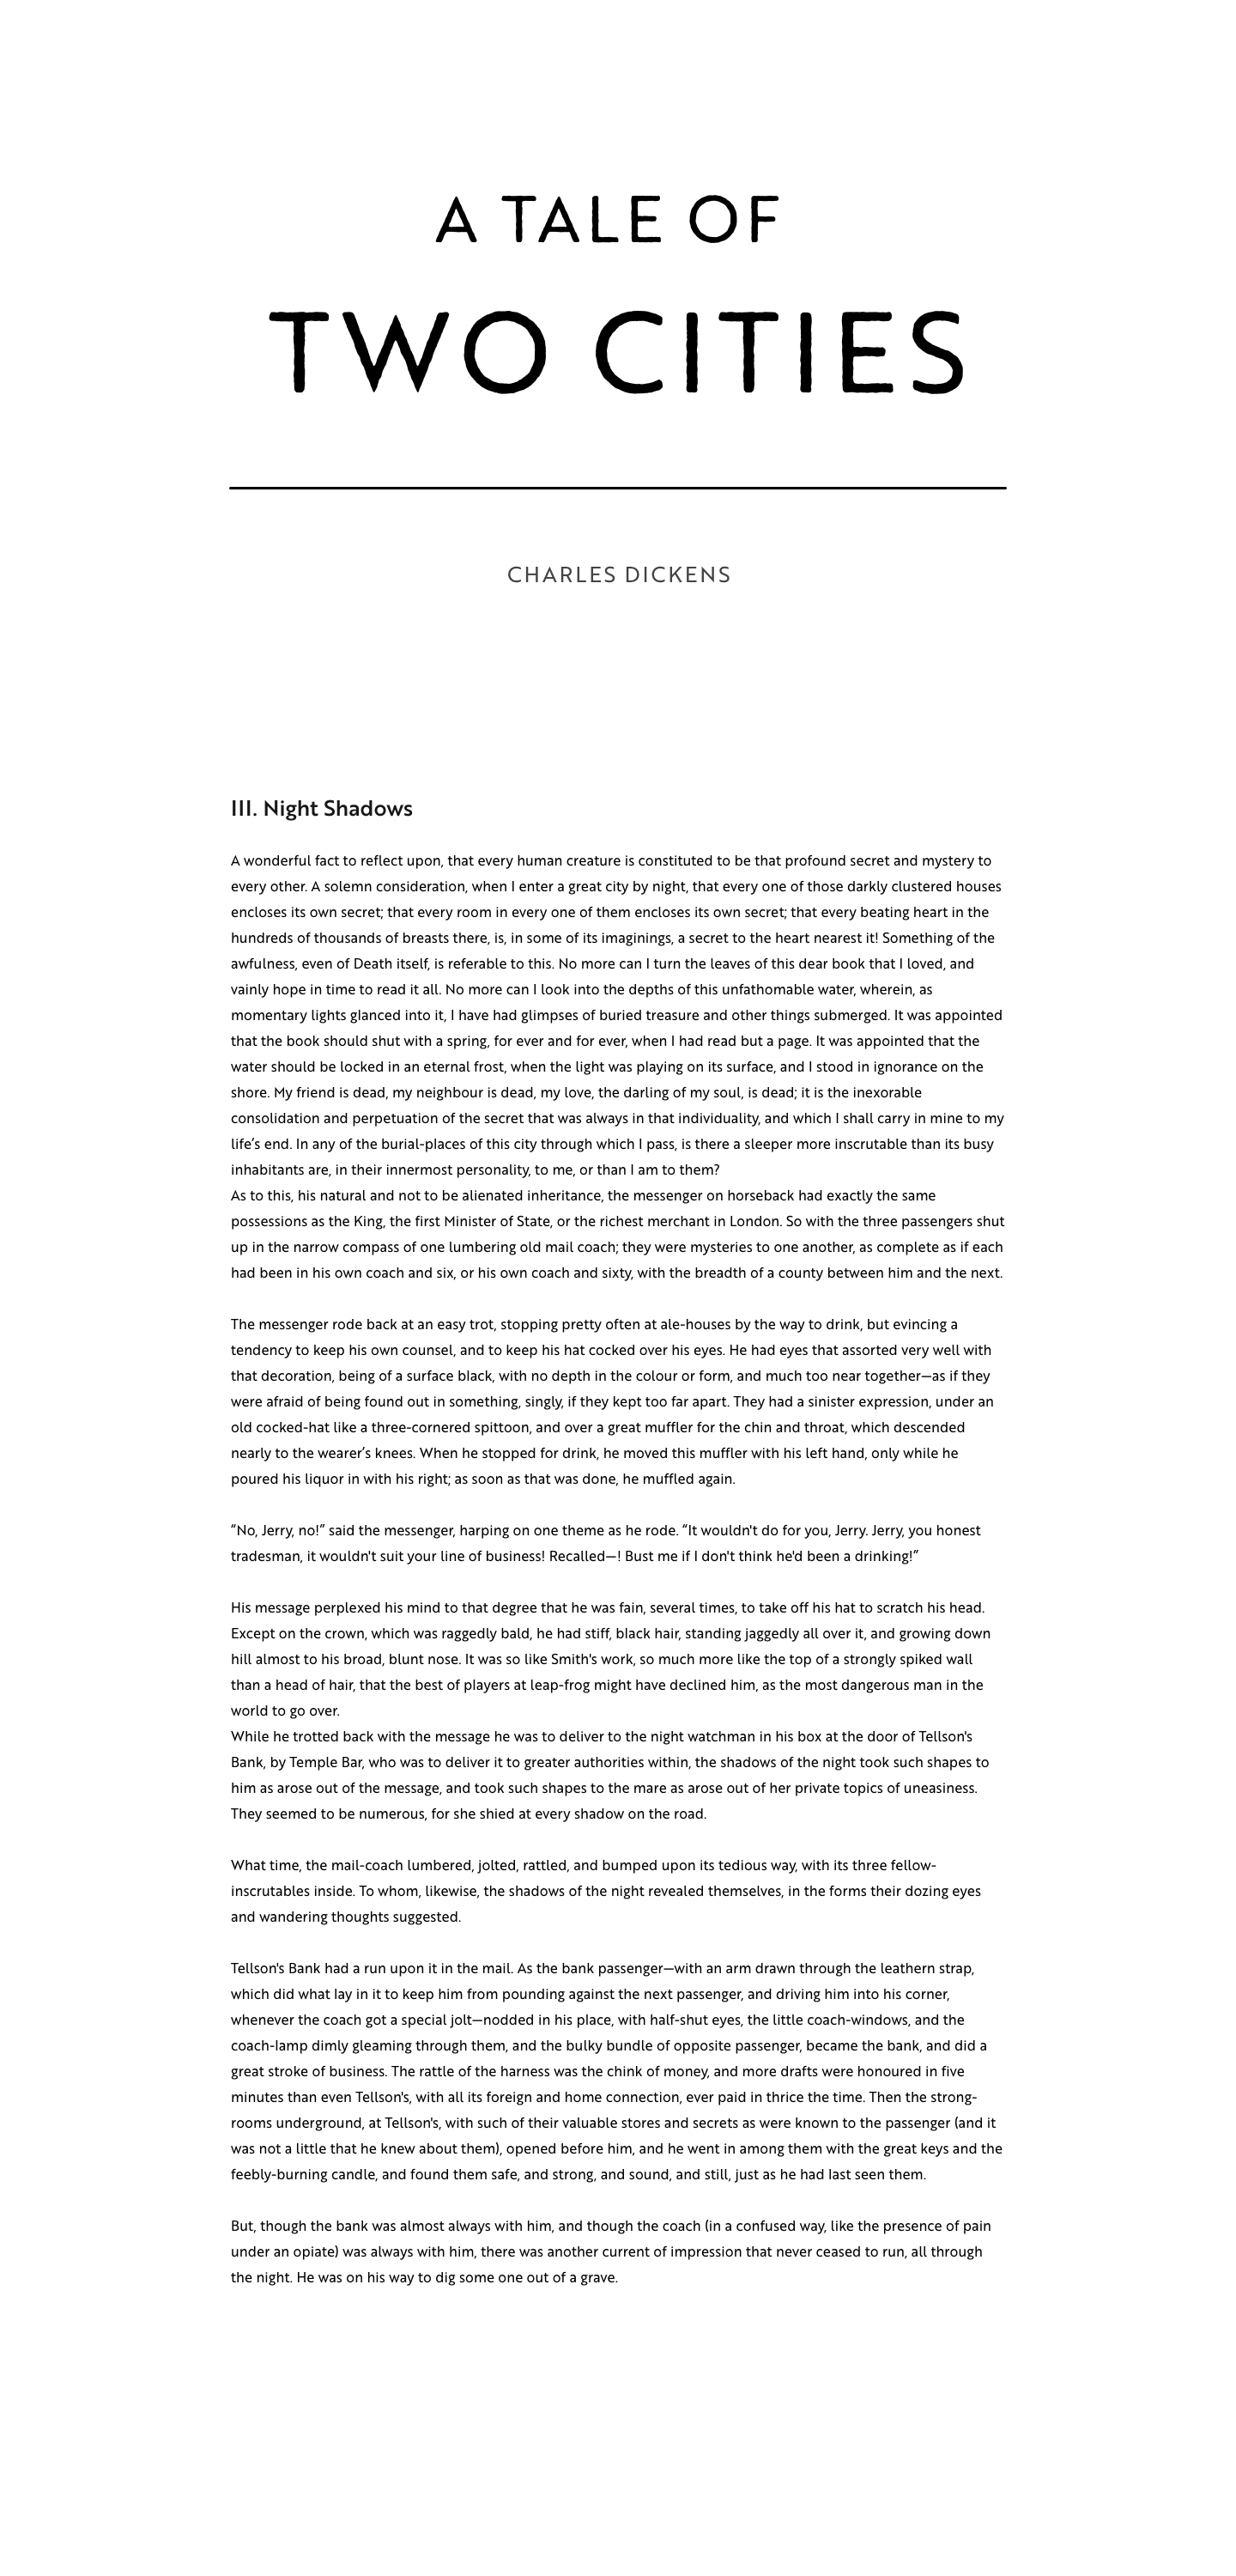 A TALE OF
TWO CITIES
CHARLES DICKENS
III. Night Shadows
A wonderful fact to reflect upon, that every human creature is constituted to be that profound secret and mystery to
every other. A solemn consideration, when I enter a great city by night, that every one of those darkly clustered houses
encloses its own secret; that every room in every one of them encloses its own secret; that every beating heart in the
hundreds of thousands of breasts there, is, in some of its imaginings, a secret to the heart nearest it! Something of the
awfulness, even of Death itself, is referable to this. No more can I turn the leaves of this dear book that I loved, and
vainly hope in time to read it all. No more can I look into the depths of this unfathomable water, wherein, as
momentary lights glanced into it, I have had glimpses of buried treasure and other things submerged. It was appointed
that the book should shut with a spring, for ever and for ever, when I had read but a page. It was appointed that the
water should be locked in an eternal frost, when the light was playing on its surface, and I stood in ignorance on the
shore. My friend is dead, my neighbour is dead, my love, the darling of my soul, is dead; it is the inexorable
consolidation and perpetuation of the secret that was always in that individuality, and which I shall carry in mine to my
life’s end. In any of the burial-places of this city through which I pass, is there a sleeper more inscrutable than its busy
inhabitants are, in their innermost personality, to me, or than I am to them?
As to this, his natural and not to be alienated inheritance, the messenger on horseback had exactly the same
possessions as the King, the first Minister of State, or the richest merchant in London. So with the three passengers shut
up in the narrow compass of one lumbering old mail coach; they were mysteries to one another, as complete as if each
had been in his own coach and six, or his own coach and sixty, with the breadth of a county between him and the next.
The messenger rode back at an easy trot, stopping pretty often at ale-houses by the way to drink, but evincing a
tendency to keep his own counsel, and to keep his hat cocked over his eyes. He had eyes that assorted very well with
that decoration, being of a surface black, with no depth in the colour or form, and much too near together—as if they
were afraid of being found out in something, singly, if they kept too far apart. They had a sinister expression, under an
old cocked-hat like a three-cornered spittoon, and over a great muffler for the chin and throat, which descended
nearly to the wearer’s knees. When he stopped for drink, he moved this muffler with his left hand, only while he
poured his liquor in with his right; as soon as that was done, he muffled again.
“No, Jerry, no!” said the messenger, harping on one theme as he rode. “It wouldn't do for you, Jerry. Jerry, you honest
tradesman, it wouldn't suit your line of business! Recalled—! Bust me if I don't think he'd been a drinking!”
His message perplexed his mind to that degree that he was fain, several times, to take off his hat to scratch his head.
Except on the crown, which was raggedly bald, he had stiff, black hair, standing jaggedly all over it, and growing down
hill almost to his broad, blunt nose. It was so like Smith's work, so much more like the top of a strongly spiked wall
than a head of hair, that the best of players at leap-frog might have declined him, as the most dangerous man in the
world to go over.
While he trotted back with the message he was to deliver to the night watchman in his box at the door of Tellson's
Bank, by Temple Bar, who was to deliver it to greater authorities within, the shadows of the night took such shapes to
him as arose out of the message, and took such shapes to the mare as arose out of her private topics of uneasiness.
They seemed to be numerous, for she shied at every shadow on the road.
What time, the mail-coach lumbered, jolted, rattled, and bumped upon its tedious way, with its three fellow-
inscrutables inside. To whom, likewise, the shadows of the night revealed themselves, in the forms their dozing eyes
and wandering thoughts suggested.
Tellson's Bank had a run upon it in the mail. As the bank passenger—with an arm drawn through the leathern strap,
which did what lay in it to keep him from pounding against the next passenger, and driving him into his corner,
whenever the coach got a special jolt—nodded in his place, with half-shut eyes, the little coach-windows, and the
coach-lamp dimly gleaming through them, and the bulky bundle of opposite passenger, became the bank, and did a
great stroke of business. The rattle of the harness was the chink of money, and more drafts were honoured in five
minutes than even Tellson's, with all its foreign and home connection, ever paid in thrice the time. Then the strong-
rooms underground, at Tellson's, with such of their valuable stores and secrets as were known to the passenger (and it
was not a little that he knew about them), opened before him, and he went in among them with the great keys and the
feebly-burning candle, and found them safe, and strong, and sound, and still, just as he had last seen them.
But, though the bank was almost always with him, and though the coach (in a confused way, like the presence of pain
under an opiate) was always with him, there was another current of impression that never ceased to run, all through
the night. He was on his way to dig some one out of a grave.